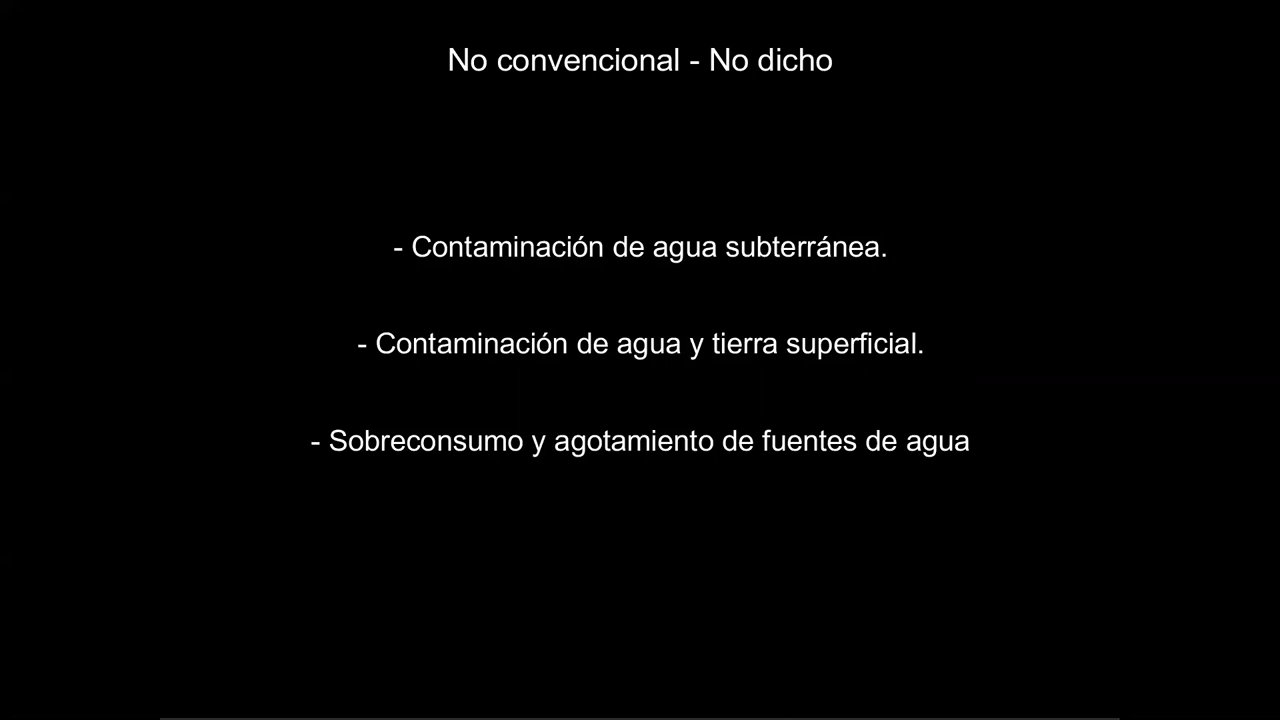 No convencional - No dicho
- Contaminación de agua subterránea.
- Contaminación de agua y tierra superficial.
- Sobreconsumo y agotamiento de fuentes de agua